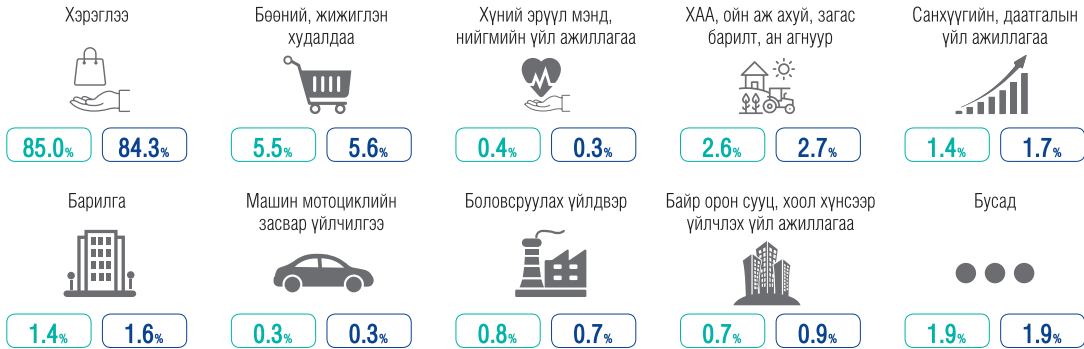 Хэрэглээ
85.0%
84.3%
Бөөний, жижиглэн
худалдаа
5.5%
5.6%
Хүний эрүүл мэнд,
нийгмийн үйл ажиллагаа
0.4%
0.3%
ХАА, ойн аж ахуй, загас
барилт, ан агнуур
2.6%
2.7%
Санхүүгийн, даатгалын
үйл ажиллагаа
1.4%
1.7%
Барилга
1.4%
1.6%
Машин мотоциклийн
засвар үйлчилгээ
0.3%
0.3%
Боловсруулах үйлдвэр
0.8%
0.7%
Байр орон сууц, хоол хүнсээр
үйлчлэх үйл ажиллагаа
0.7%
0.9%
Бусад
1.9%
1.9%